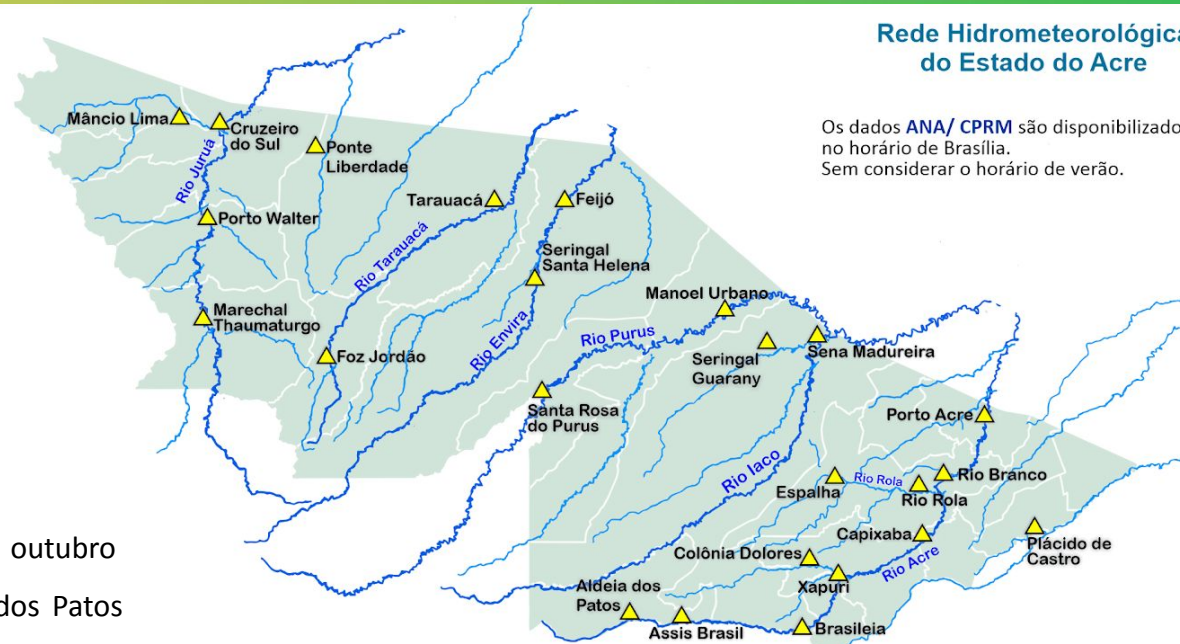 Rede Hidrometeorológica
do Estado do Acre
Os dados ANA/ CPRM são disponibilizado
no horário de Brasília.
Sem considerar o horário de verão.
Mâncio Lima
Cruzeiro
do Sul
Ponte
Liberdade
Rio Juruá
Porto Walter
Tarauacá
Feijó
Rio Tarauacá
Seringal
Santa Helena
Marechal
Thaumaturgo
Foz Jordão
Rio Envira
Manoel Urbano
Rio Purus
Seringal
Guarany
Sena Madureira
Santa Rosa
do Purus
Porto Acre
Rio Iaco
Espalha
Rio Rola
Rio Rola
Rio Branco
Capixaba
Plácido de
Castro
Colônia Dolores
Rio Acre
Xapuri
Aldeia dos
Patos
Assis Brasil
Brasileia
outubro
dos Patos